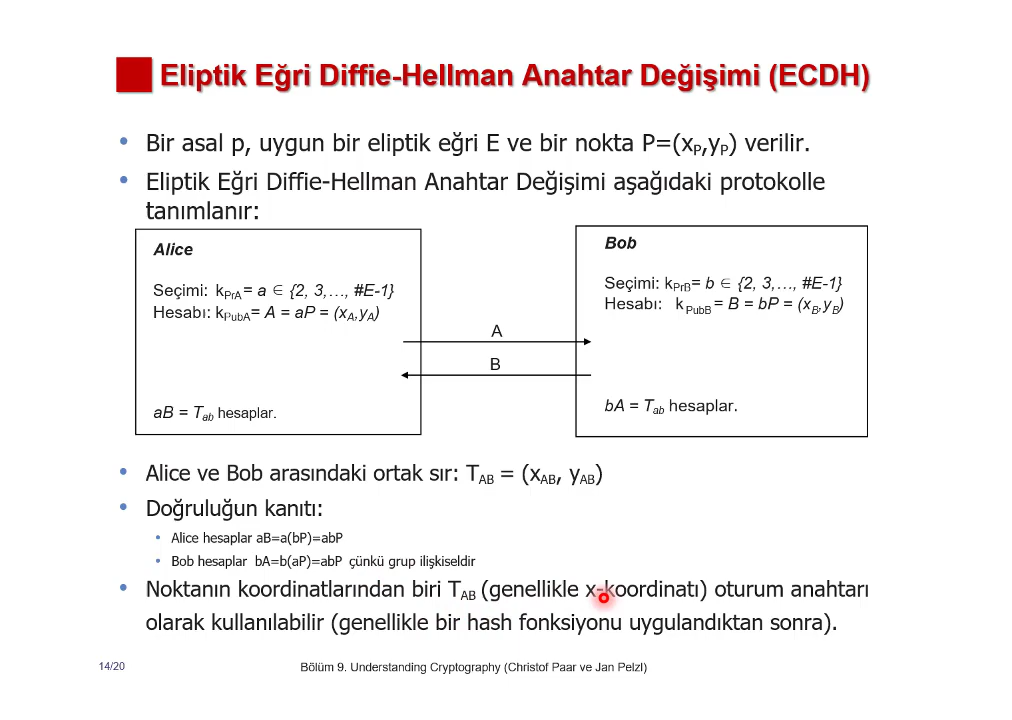 Eliptik Eğri Diffie-Hellman Anahtar Değişimi (ECDH)
• Bir asal p, uygun bir eliptik eğri E ve bir nokta P=(xP,yP) verilir.
• Eliptik Eğri Diffie-Hellman Anahtar Değişimi aşağıdaki protokolle
tanımlanır:
Alice
Seçimi: kPrA= a ∈ {2, 3,…, #E-1}
Hesabı: kPubA= A = aP = (xA,yA)
aB = Tab hesaplar.
A
B
Bob
Seçimi: kPrB= b ∈ {2, 3,…, #E-1}
Hesabı: kPubB = B = bP = (xB,yB)
bA = Tab hesaplar.
• Alice ve Bob arasındaki ortak sır: TAB = (xAB, yAB)
• Doğruluğun kanıtı:
• Alice hesaplar aB=a(bP)=abP
• Bob hesaplar bA=b(aP)=abP çünkü grup ilişkiseldir
• Noktanın koordinatlarından biri TAB (genellikle x-koordinatı) oturum anahtarı
olarak kullanılabilir (genellikle bir hash fonksiyonu uygulandıktan sonra).
14/20
Bölüm 9. Understanding Cryptography (Christof Paar ve Jan Pelzl)